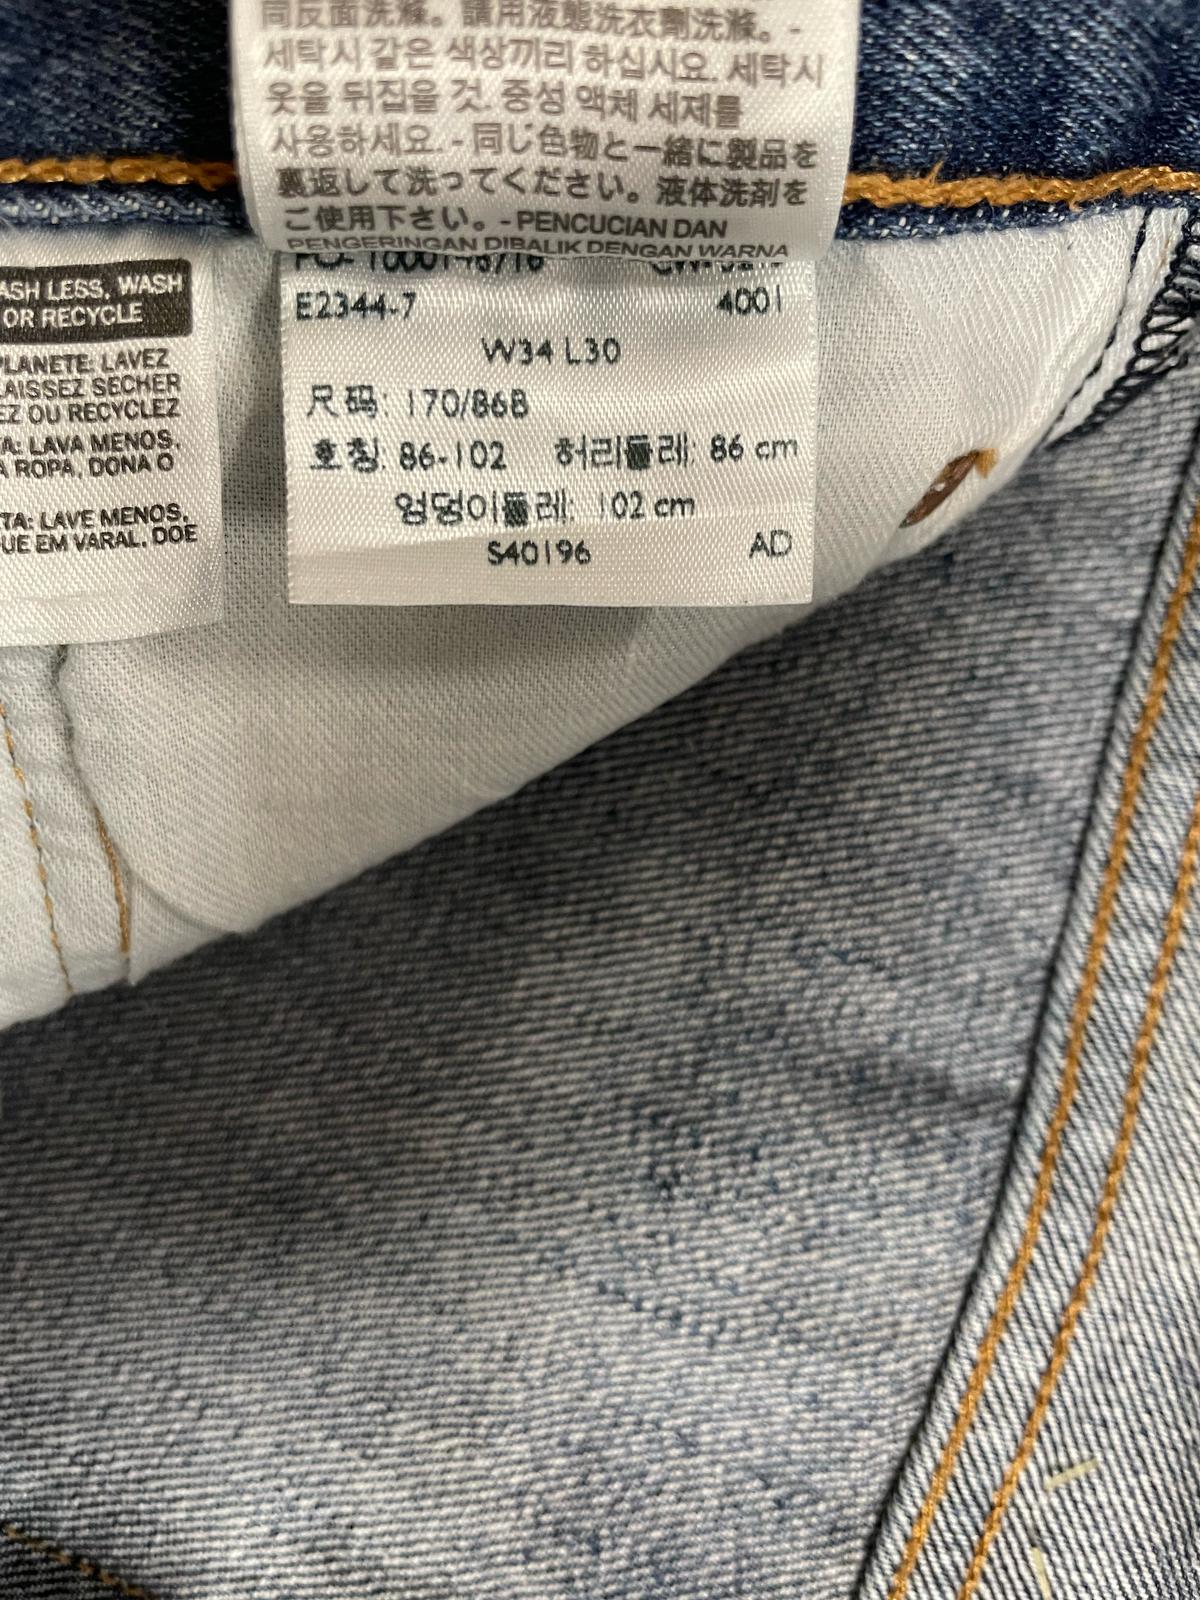 同反面洗滌。請用液態洗衣劑洗滌。-
세탁시 같은 색상끼리 하십시요. 세탁시
옷을 뒤집을 것. 중성 액체 세제를
사용하세요. - 同じ色物と一緒に製品を
裏返して洗ってください。液体洗剤を
ご使用下さい。-PENCUCIAN DAN
PENGERINGAN DIBALIK DENGAN WARNA
E2344-7 4001
W34 L30
尺码: 170/86B
호칭: 86-102 허리둘레: 86 cm
엉덩이둘레: 102 cm
S40196 AD
ASH LESS, WASH
OR RECYCLE
PLANETE: LAVEZ
LAISSEZ SECHER
EZ OU RECYCLEZ
TA: LAVA MENOS,
A ROPA, DONA O
TA: LAVE MENOS,
QUE EM VARAL, DOE